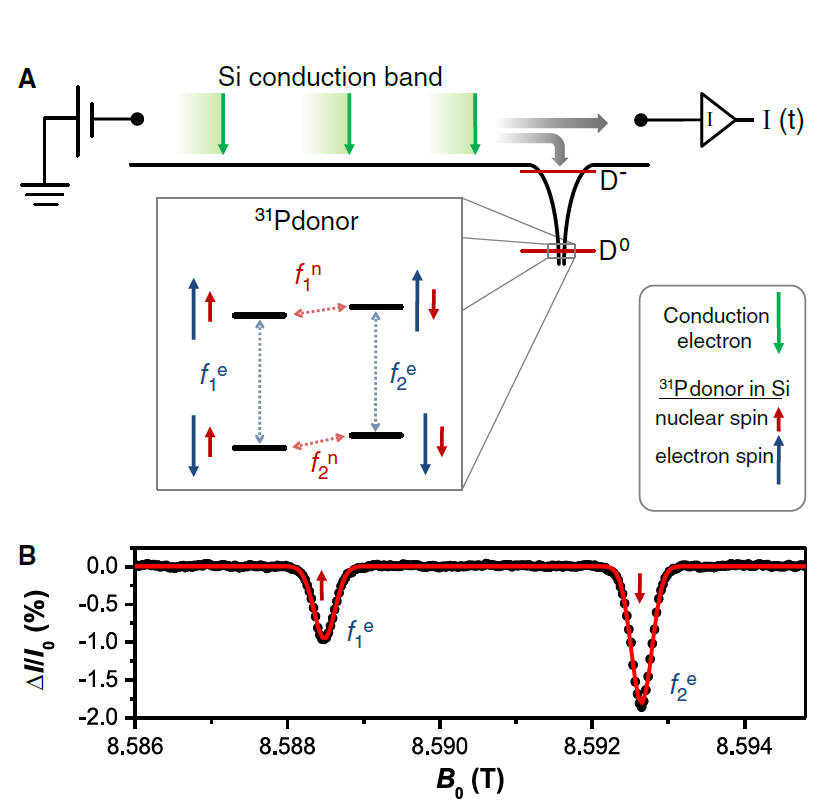 A
Si conduction band
I
I (t)
D-
D0
31Pdonor
f1n
f1e
f2e
f2n
Conduction
electron
31Pdonor in Si
nuclear spin
electron spin
B
0.0
-0.5
-1.0
-1.5
-2.0
ΔI/I0 (%)
f1e
f2e
8.586
8.588
8.590
8.592
8.594
B0 (T)